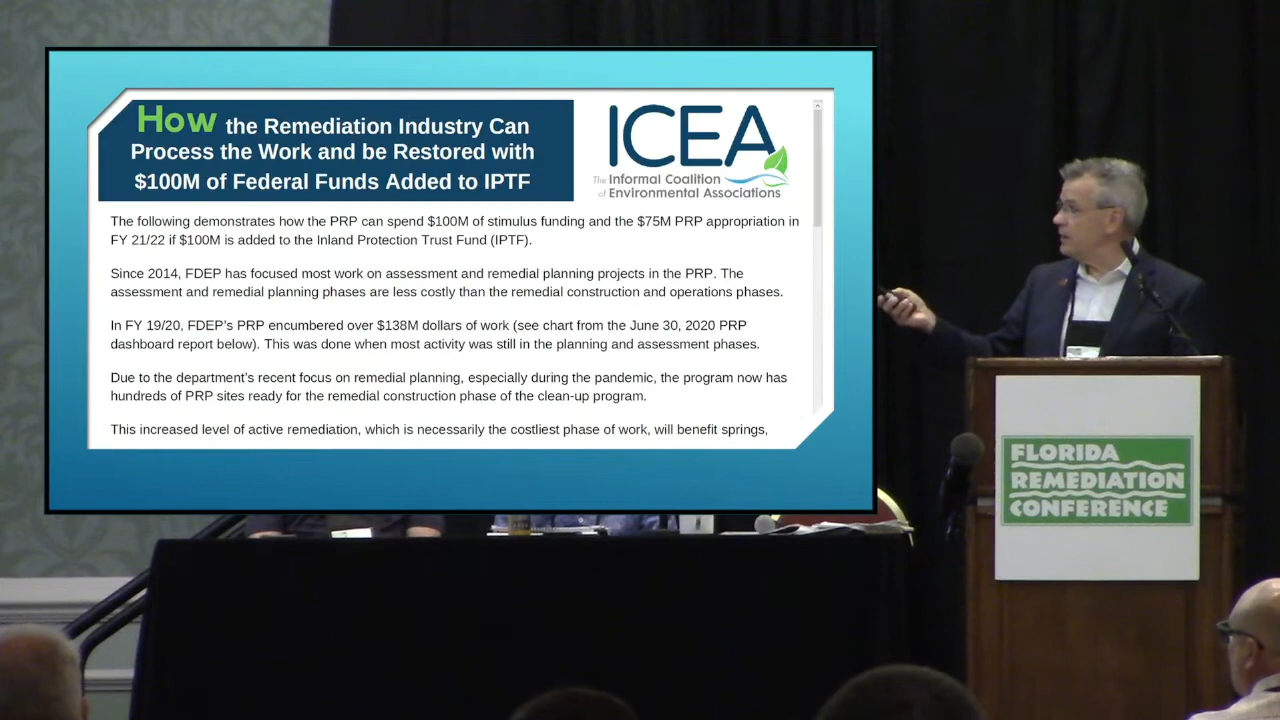 How the Remediation Industry Can
Process the Work and be Restored with
$100M of Federal Funds Added to IPTF
ICEA
The Informal Coalition
of Environmental Associations
The following demonstrates how the PRP can spend $100M of stimulus funding and the $75M PRP appropriation in
FY 21/22 if $100M is added to the Inland Protection Trust Fund (IPTF).
Since 2014, FDEP has focused most work on assessment and remedial planning projects in the PRP. The
assessment and remedial planning phases are less costly than the remedial construction and operations phases.
In FY 19/20, FDEP's PRP encumbered over $138M dollars of work (see chart from the June 30, 2020 PRP
dashboard report below). This was done when most activity was still in the planning and assessment phases.
Due to the department's recent focus on remedial planning, especially during the pandemic, the program now has
hundreds of PRP sites ready for the remedial construction phase of the clean-up program.
This increased level of active remediation, which is necessarily the costliest phase of work, will benefit springs,
FLORIDA
REMEDIATION
CONFERENCE